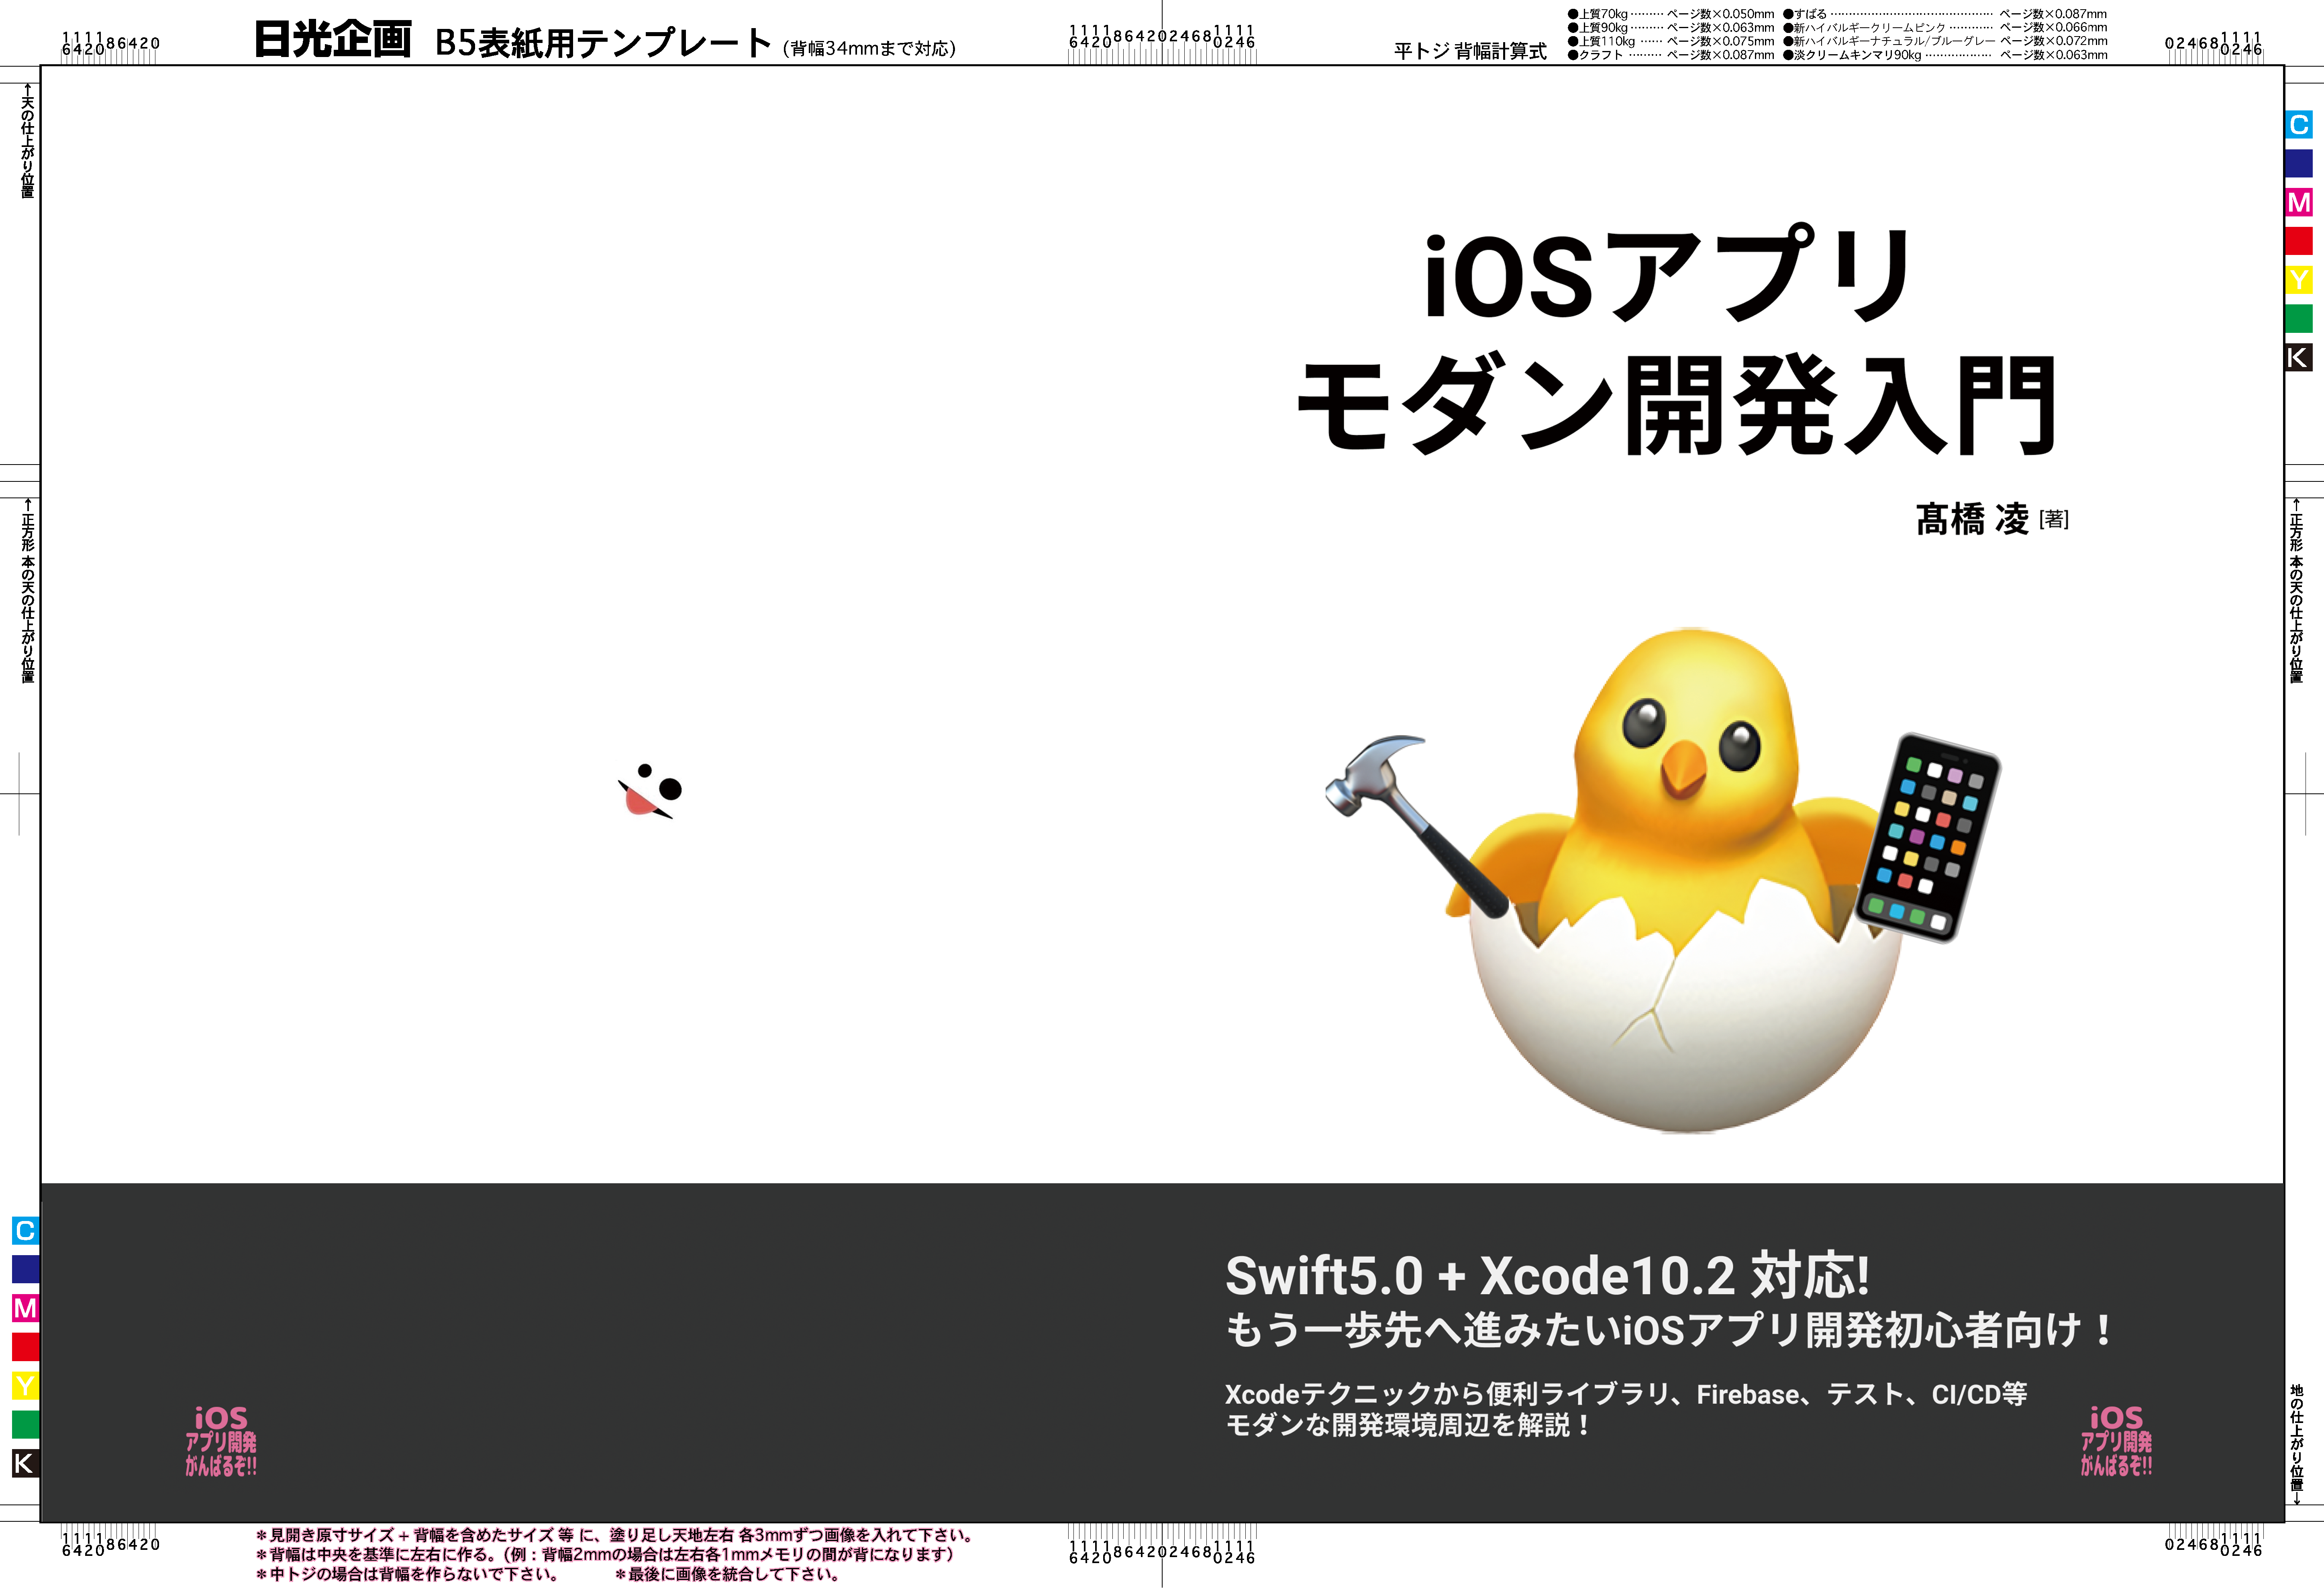 日光企画 B5表紙用テンプレート (背幅34mmまで対応)
平トジ 背幅計算式
●上質70kg ……… ページ数×0.050mm
●上質90kg ……… ページ数×0.063mm
●上質110kg …… ページ数×0.075mm
●クラフト ……… ページ数×0.087mm
●すばる ………………………………… ページ数×0.087mm
●新ハイバルギークリームピンク ………… ページ数×0.066mm
●新ハイバルギーナチュラル/ブルーグレー ページ数×0.072mm
●淡クリームキンマリ90kg ……………… ページ数×0.063mm
111186420
6420
11118642024681111
6420 0246
024681111
0246
←天の仕上がり位置
←正方形 本の天の仕上がり位置
←正方形 本の天の仕上がり位置
C
M
Y
K
iOSアプリ
モダン開発入門
髙橋 凌 [著]
Swift5.0 + Xcode10.2 対応!
もう一歩先へ進みたいiOSアプリ開発初心者向け！
Xcodeテクニックから便利ライブラリ、Firebase、テスト、CI/CD等
モダンな開発環境周辺を解説！
iOS
アプリ開発
がんばるぞ!!
iOS
アプリ開発
がんばるぞ!!
C
M
Y
K
地の仕上がり位置→
111186420
6420
11118642024681111
6420 0246
024681111
0246
＊見開き原寸サイズ + 背幅を含めたサイズ 等 に、塗り足し天地左右 各3mmずつ画像を入れて下さい。
＊背幅は中央を基準に左右に作る。(例：背幅2mmの場合は左右各1mmメモリの間が背になります)
＊中トジの場合は背幅を作らないで下さい。 ＊最後に画像を統合して下さい。